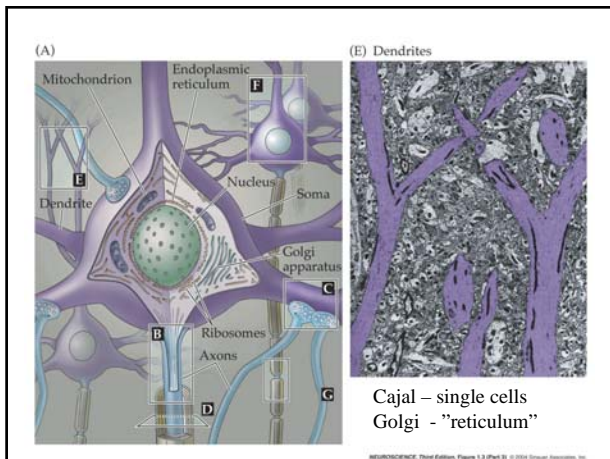 (A)
Mitochondrion
Endoplasmic
reticulum
F
E
Nucleus
Soma
Dendrite
Golgi
apparatus
C
Ribosomes
B
Axons
D
G
(E) Dendrites
Cajal – single cells
Golgi - ”reticulum”
NEUROSCIENCE, Third Edition, Figure 1.3 (Part 3) © 2004 Sinauer Associates, Inc.